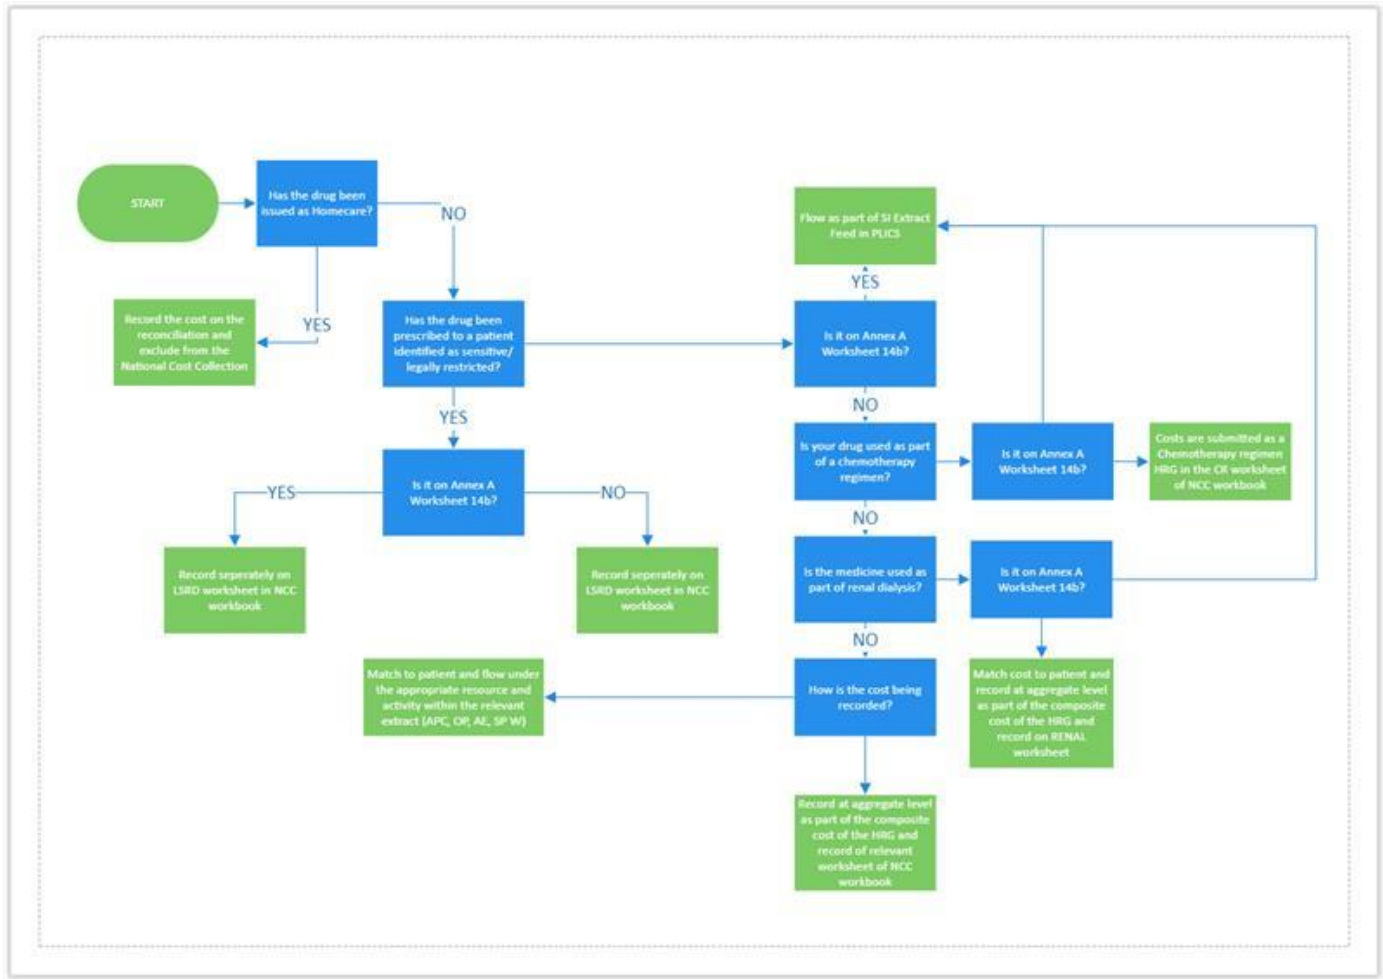 START
Has the drug been
issued as Homecare?
NO
YES
Record the cost on the
reconciliation and
exclude from the
National Cost Collection
Has the drug been
prescribed to a patient
identified as sensitive/
legally restricted?
YES
Is it on Annex A
Worksheet 14b?
YES
NO
Record seperately on
LSRD worksheet in NCC
workbook
Record seperately on
LSRD worksheet in NCC
workbook
Flow as part of SI Extract
Feed in PLICS
YES
Is it on Annex A
Worksheet 14b?
NO
Is your drug used as part
of a chemotherapy
regimen?
Is it on Annex A
Worksheet 14b?
Costs are submitted as a
Chemotherapy regimen
HRG in the CR worksheet
of NCC workbook
NO
Is the medicine used as
part of renal dialysis?
Is it on Annex A
Worksheet 14b?
NO
Match cost to patient and
record at aggregate level
as part of the composite
cost of the HRG and
record on RENAL
worksheet
How is the cost being
recorded?
Match to patient and flow under
the appropriate resource and
activity within the relevant
extract (APC, OP, AE, SP W)
Record at aggregate level
as part of the composite
cost of the HRG and
record of relevant
worksheet of NCC
workbook